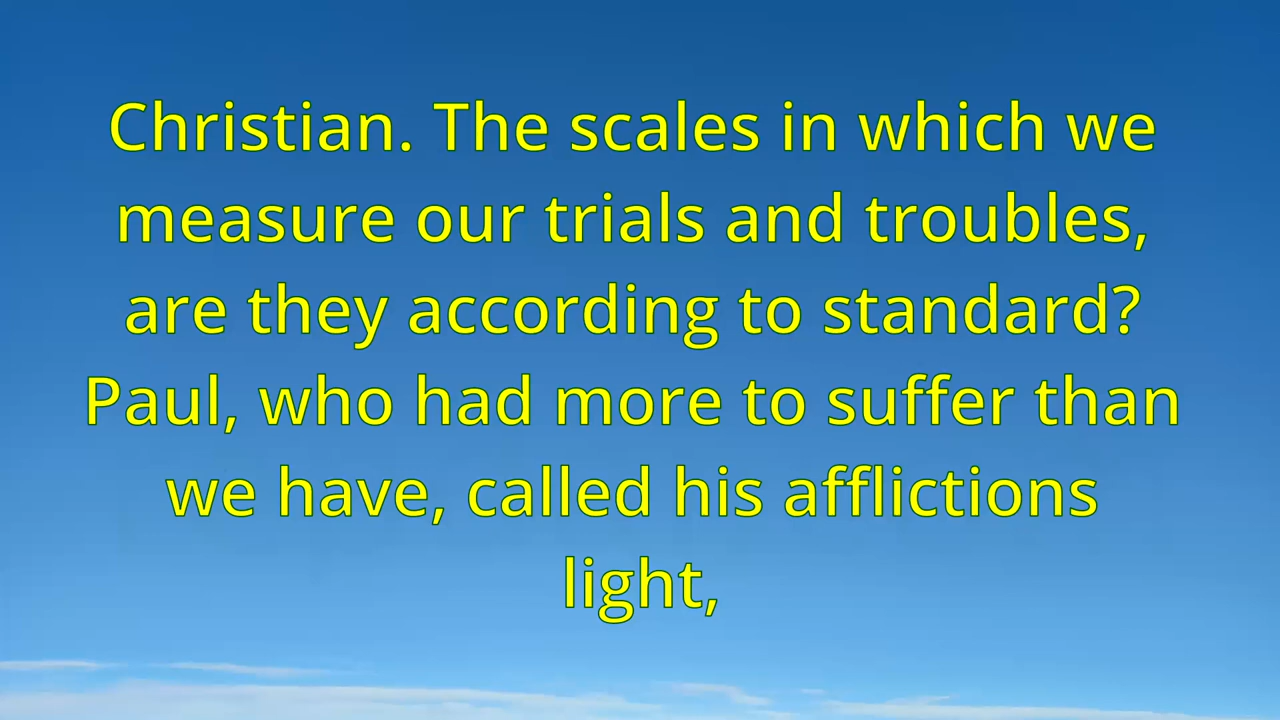 Christian. The scales in which we
measure our trials and troubles,
are they according to standard?
Paul, who had more to suffer than
we have, called his afflictions
light,